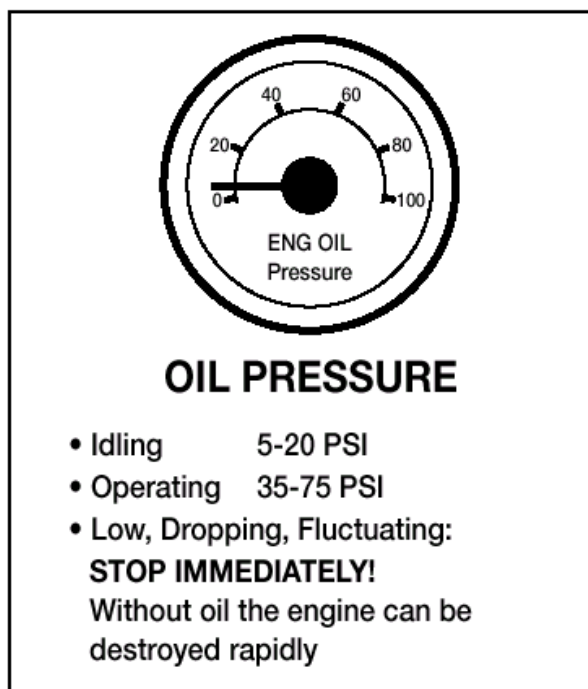 40 60
20 80
0 100
ENG OIL
Pressure
OIL PRESSURE
• Idling 5-20 PSI
• Operating 35-75 PSI
• Low, Dropping, Fluctuating:
STOP IMMEDIATELY!
Without oil the engine can be
destroyed rapidly